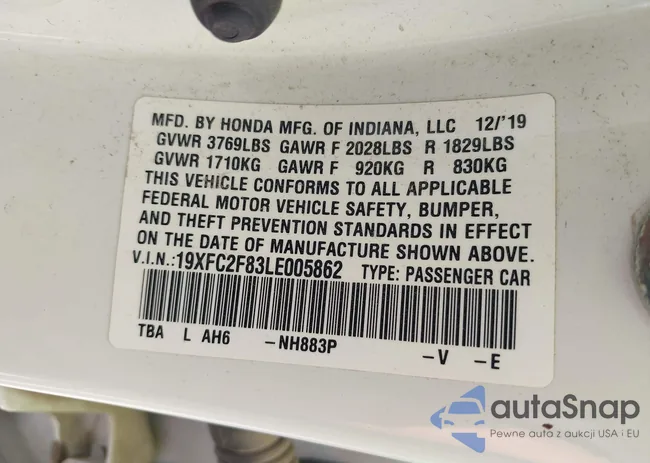 MFD. BY HONDA MFG. OF INDIANA, LLC 12/'19
GVWR 3769LBS GAWR F 2028LBS R 1829LBS
GVWR 1710KG GAWR F 920KG R 830KG
THIS VEHICLE CONFORMS TO ALL APPLICABLE
FEDERAL MOTOR VEHICLE SAFETY, BUMPER,
AND THEFT PREVENTION STANDARDS IN EFFECT
ON THE DATE OF MANUFACTURE SHOWN ABOVE.
V.I.N.:19XFC2F83LE005862 TYPE: PASSENGER CAR
TBA L AH6 -NH883P -V -E
autaSnap
Pewne auta z aukcji USA i EU